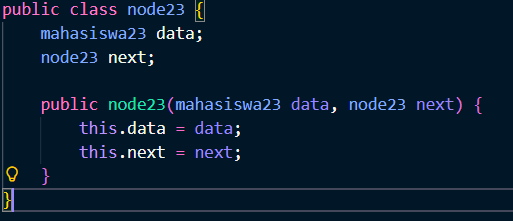 public class node23 {
    mahasiswa23 data;
    node23 next;

    public node23(mahasiswa23 data, node23 next) {
        this.data = data;
        this.next = next;
    }
}